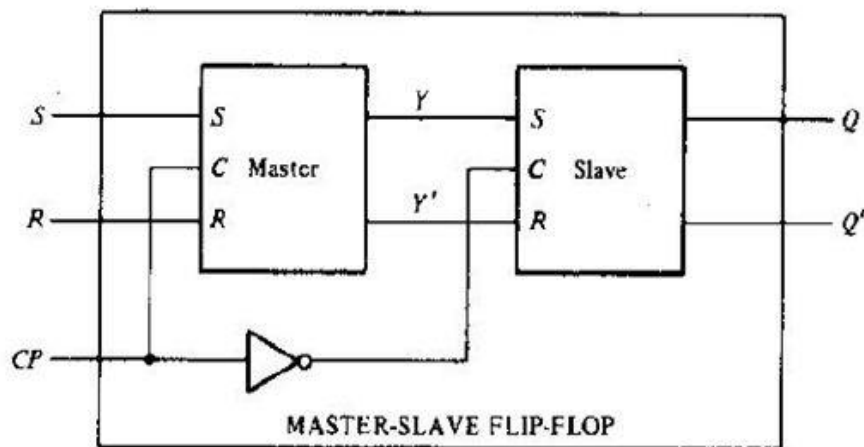 Y
S S S Q
C Master C Slave
Y'
R R R Q'
CP
MASTER-SLAVE FLIP-FLOP